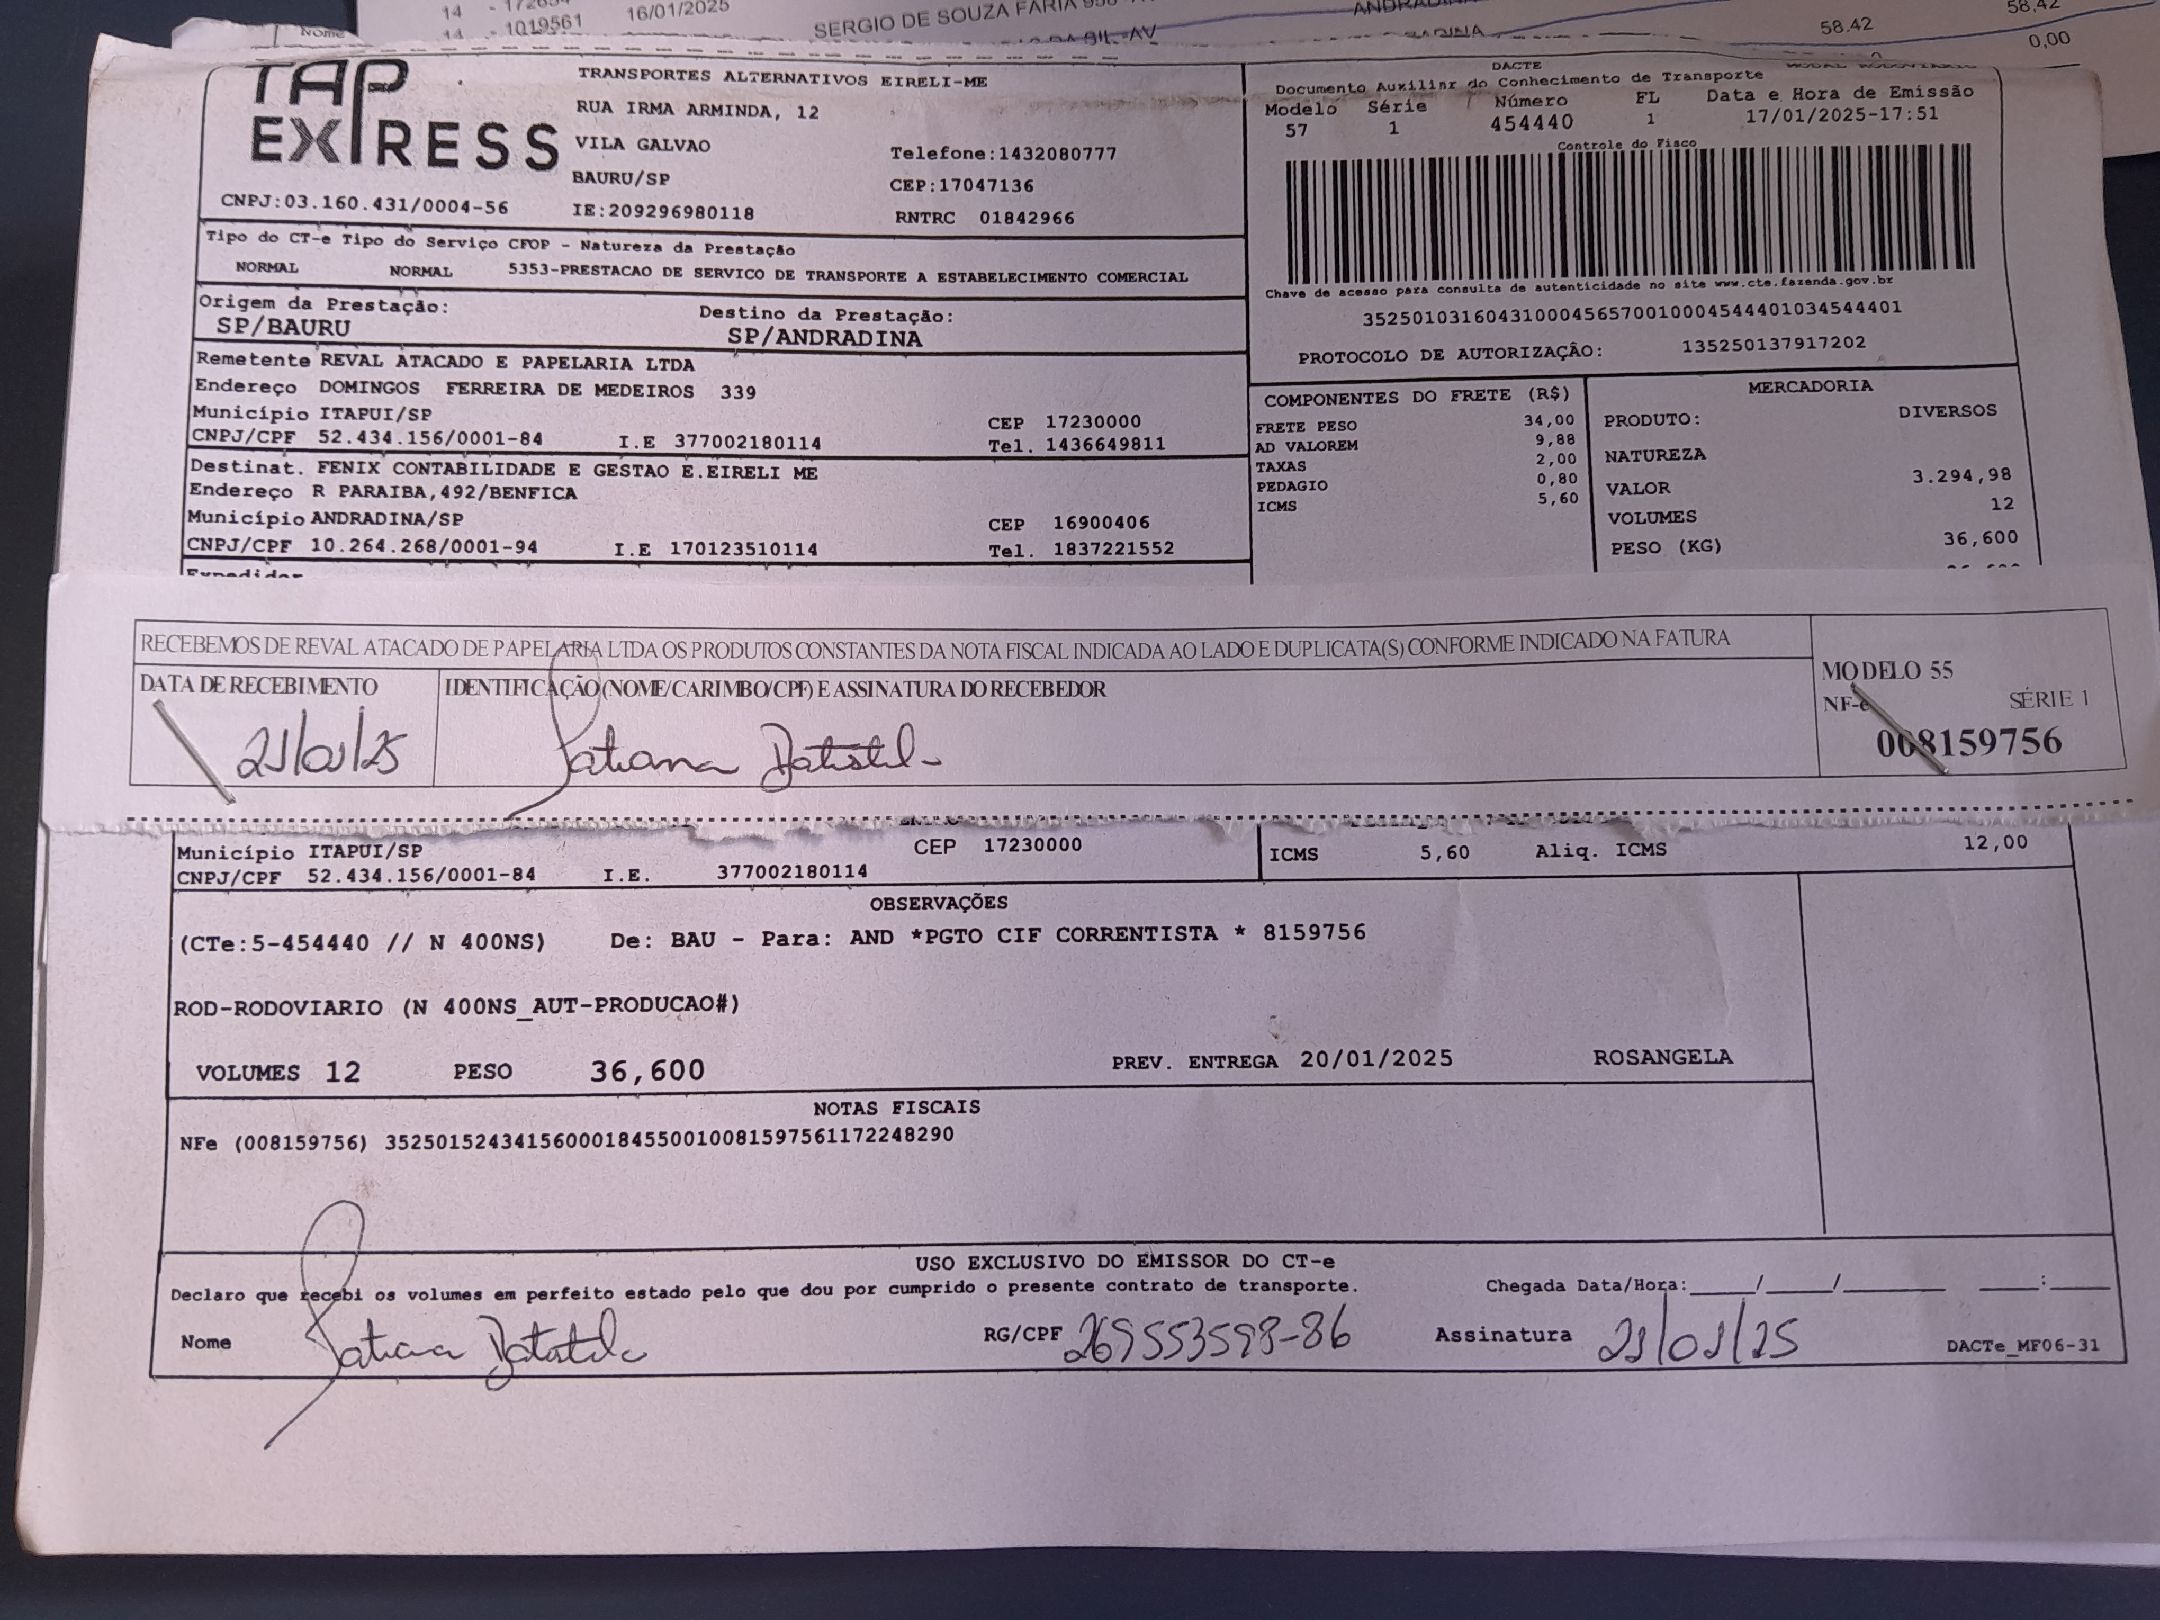 14 - 172654
14 - 1019561 16/01/2025 SERGIO DE SOUZA FARIA ANDRADINA 58,42
Nome
58.42 0,00
TAP EXPRESS
TRANSPORTES ALTERNATIVOS EIRELI-ME
RUA IRMA ARMINDA, 12
VILA GALVAO Telefone:1432080777
BAURU/SP CEP:17047136
CNPJ:03.160.431/0004-56 IE:209296980118 RNTRC 01842966
DACTE
Documento Auxiliar do Conhecimento de Transporte
Modelo Série Número FL Data e Hora de Emissão
57 1 454440 1 17/01/2025-17:51
Controle do Fisco
Chave de acesso para consulta de autenticidade no site www.cte.fazenda.gov.br
35250103160431000456570010004544401034544401
PROTOCOLO DE AUTORIZAÇÃO: 135250137917202
Tipo do CT-e Tipo do Serviço CFOP - Natureza da Prestação
NORMAL NORMAL 5353-PRESTACAO DE SERVICO DE TRANSPORTE A ESTABELECIMENTO COMERCIAL
Origem da Prestação: Destino da Prestação:
SP/BAURU SP/ANDRADINA
Remetente REVAL ATACADO E PAPELARIA LTDA
Endereço DOMINGOS FERREIRA DE MEDEIROS 339
Município ITAPUI/SP CEP 17230000
CNPJ/CPF 52.434.156/0001-84 I.E 377002180114 Tel. 1436649811
Destinat. FENIX CONTABILIDADE E GESTAO E.EIRELI ME
Endereço R PARAIBA,492/BENFICA
Município ANDRADINA/SP CEP 16900406
CNPJ/CPF 10.264.268/0001-94 I.E 170123510114 Tel. 1837221552
Expedidor
COMPONENTES DO FRETE (R$)
FRETE PESO 34,00
AD VALOREM 9,88
TAXAS 2,00
PEDAGIO 0,80
ICMS 5,60
MERCADORIA
PRODUTO: DIVERSOS
NATUREZA
VALOR 3.294,98
VOLUMES 12
PESO (KG) 36,600
RECEBEMOS DE REVAL ATACADO DE PAPELARIA LTDA OS PRODUTOS CONSTANTES DA NOTA FISCAL INDICADA AO LADO E DUPLICATA(S) CONFORME INDICADO NA FATURA
DATA DE RECEBIMENTO IDENTIFICAÇÃO (NOME/CARIMBO/CPF) E ASSINATURA DO RECEBEDOR
21/01/25 Tatiana Batistela
MODELO 55
NF-e SÉRIE 1
008159756
Município ITAPUI/SP CEP 17230000
CNPJ/CPF 52.434.156/0001-84 I.E. 377002180114
ICMS 5,60 Aliq. ICMS 12,00
OBSERVAÇÕES
(CTe:5-454440 // N 400NS) De: BAU - Para: AND *PGTO CIF CORRENTISTA * 8159756
ROD-RODOVIARIO (N 400NS_AUT-PRODUCAO#)
VOLUMES 12 PESO 36,600 PREV. ENTREGA 20/01/2025 ROSANGELA
NOTAS FISCAIS
NFe (008159756) 35250152434156000184550010081597561172248290
USO EXCLUSIVO DO EMISSOR DO CT-e
Declaro que recebi os volumes em perfeito estado pelo que dou por cumprido o presente contrato de transporte. Chegada Data/Hora:____/____/______ ___:____
Nome Tatiana Batistela RG/CPF 269553598-86 Assinatura 21/01/25 DACTe_MF06-31